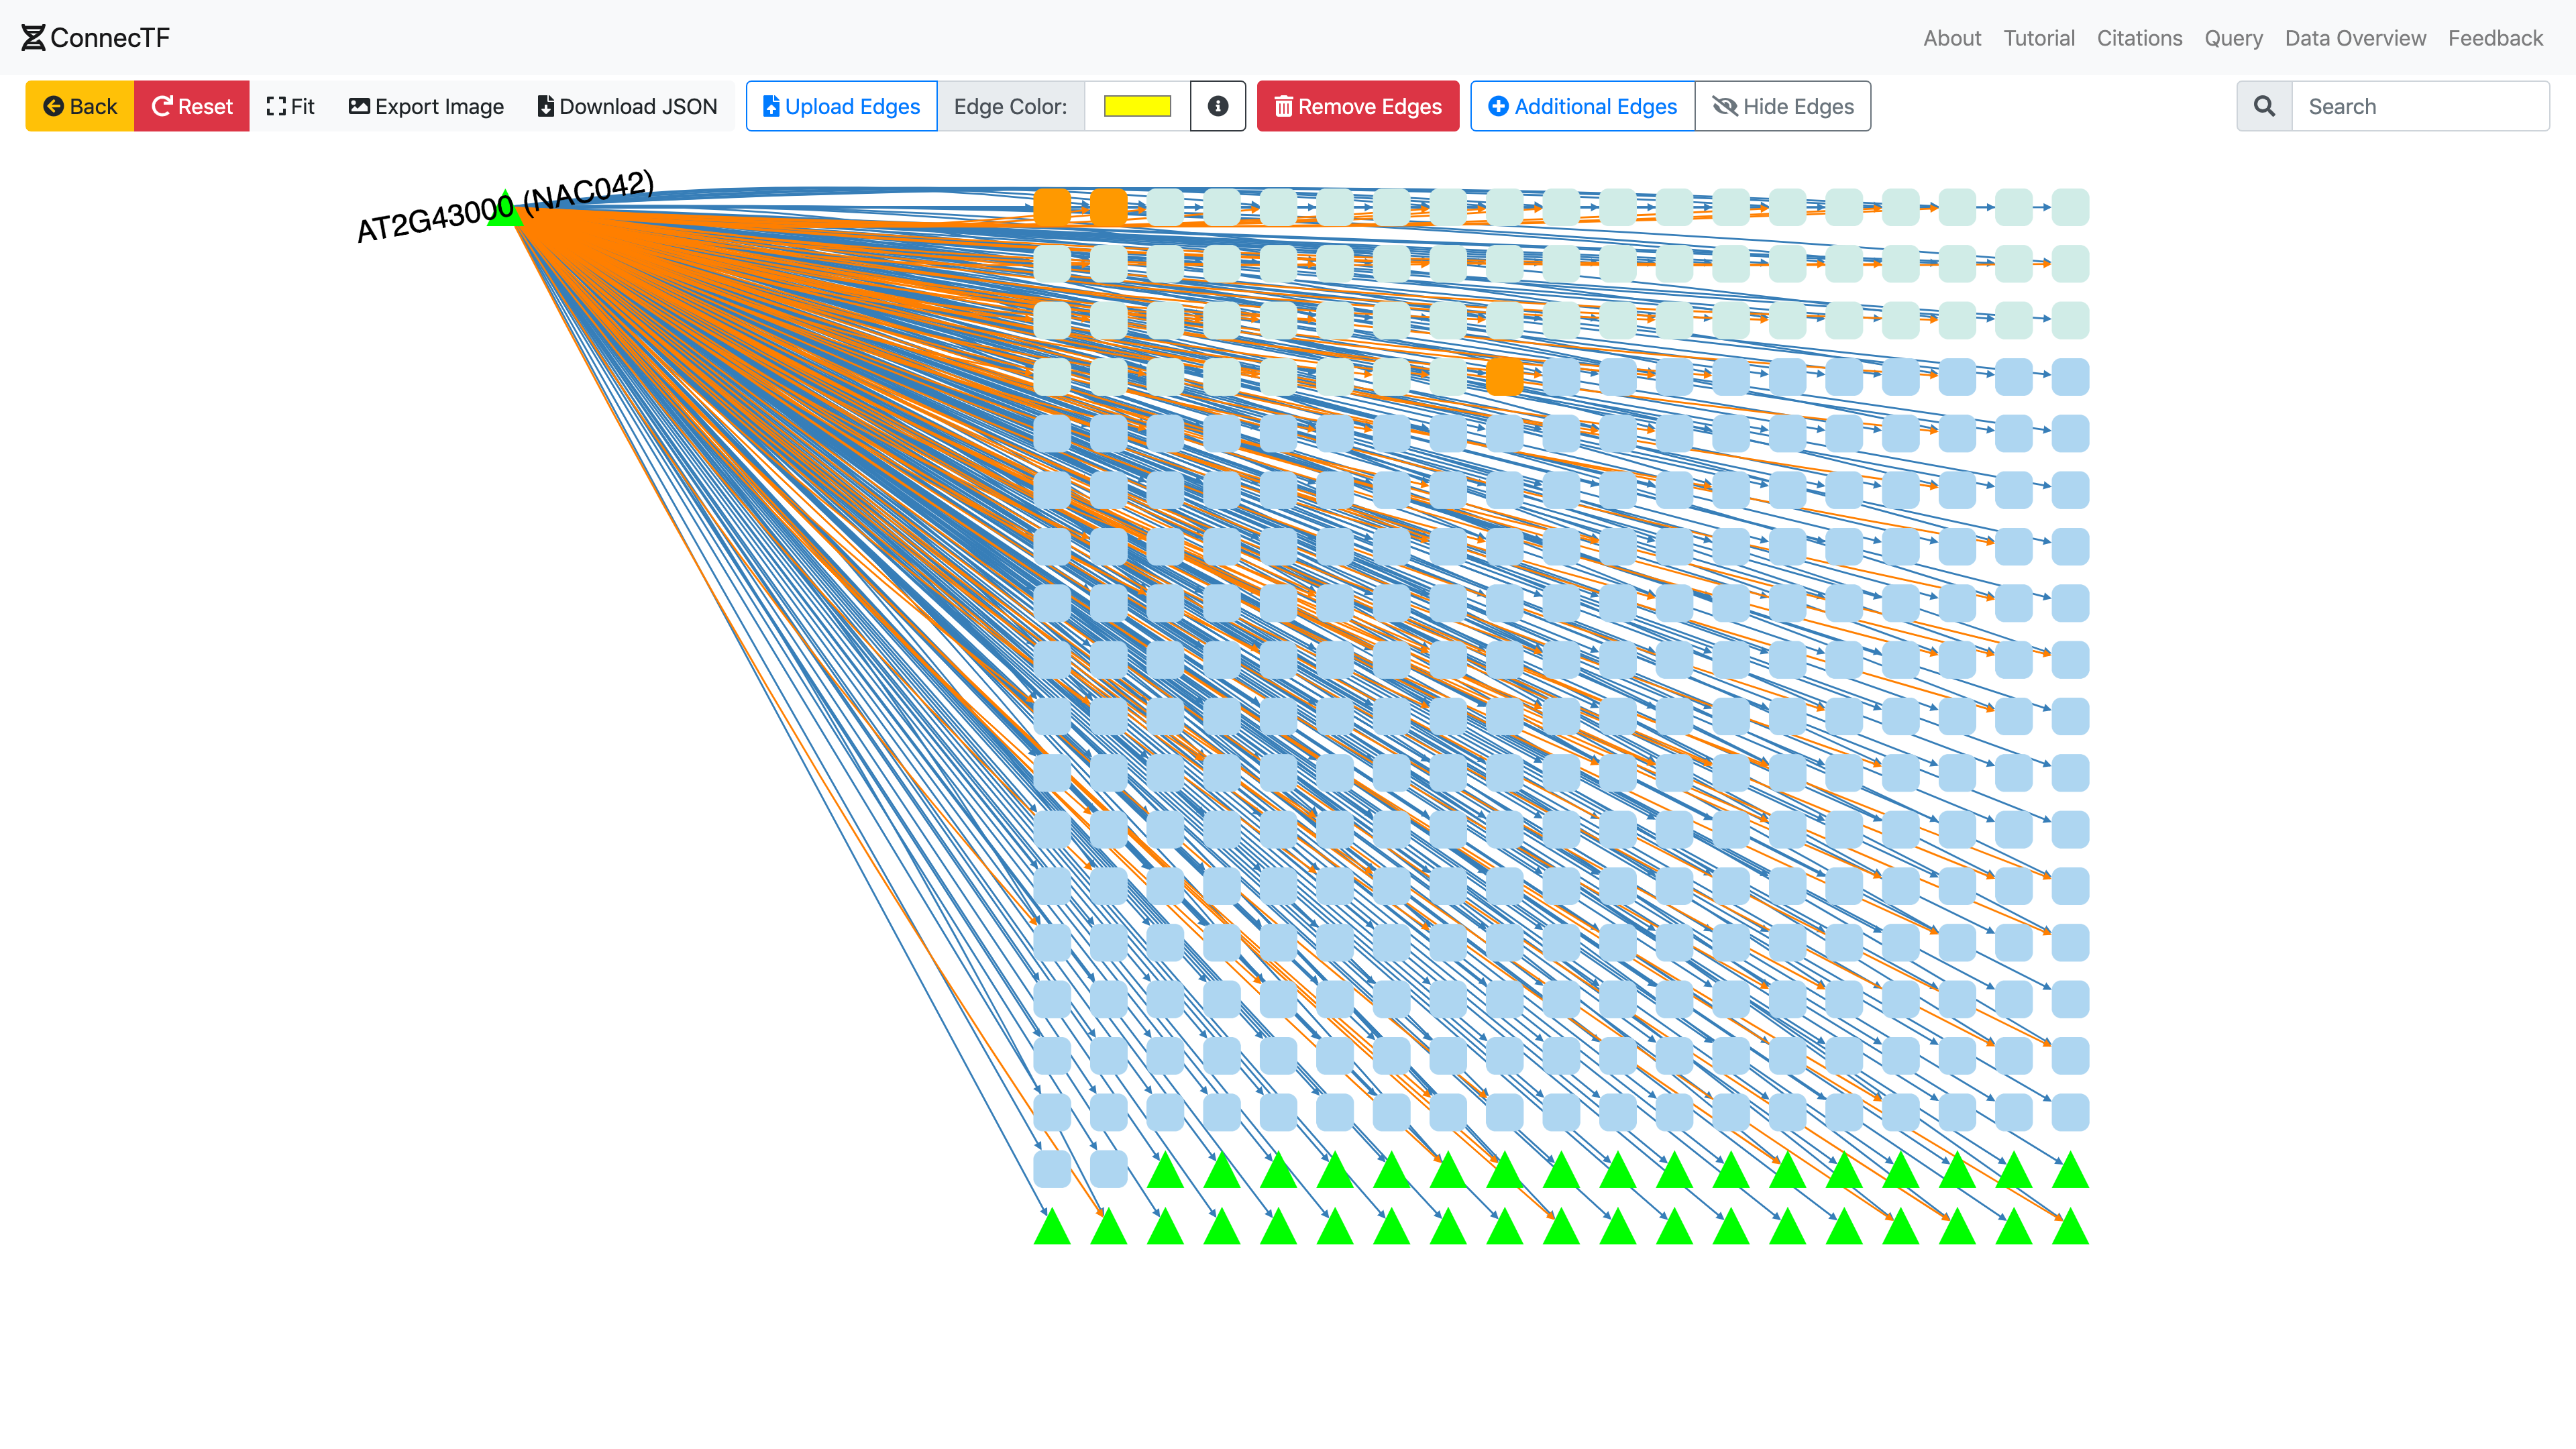 ConnecTF
About Tutorial Citations Query Data Overview Feedback
Back Reset Fit Export Image Download JSON Upload Edges Edge Color: Remove Edges Additional Edges Hide Edges Search
AT2G43000 (NAC042)